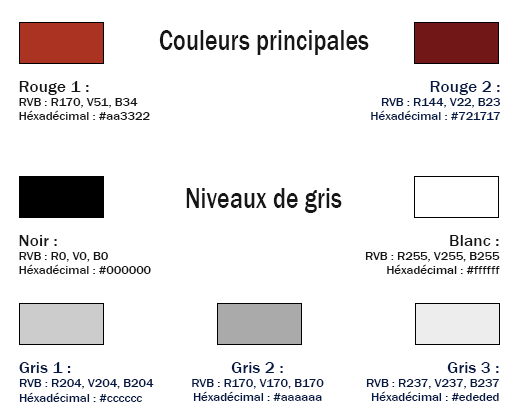 Couleurs principales
Rouge 1 :
RVB : R170, V51, B34
Héxadécimal : #aa3322
Rouge 2 :
RVB : R144, V22, B23
Héxadécimal : #721717
Niveaux de gris
Noir :
RVB : R0, V0, B0
Héxadécimal : #000000
Blanc :
RVB : R255, V255, B255
Héxadécimal : #ffffff
Gris 1 :
RVB : R204, V204, B204
Héxadécimal : #cccccc
Gris 2 :
RVB : R170, V170, B170
Héxadécimal : #aaaaaa
Gris 3 :
RVB : R237, V237, B237
Héxadécimal : #ededed